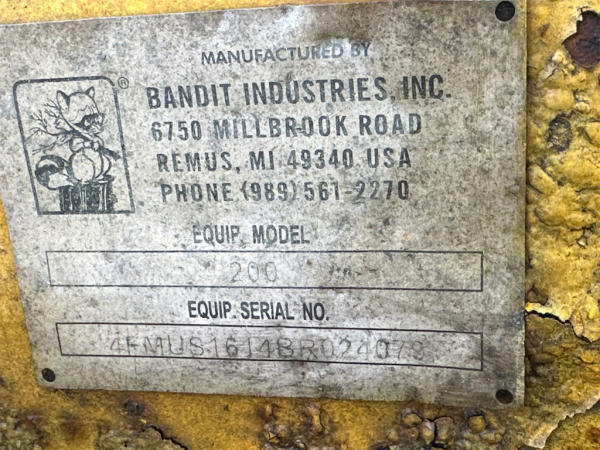 MANUFACTURED BY
BANDIT INDUSTRIES, INC.
6750 MILLBROOK ROAD
REMUS, MI 49340 USA
PHONE (989) 561-2270
EQUIP. MODEL
200
EQUIP. SERIAL NO.
4FMUS1614BR024078